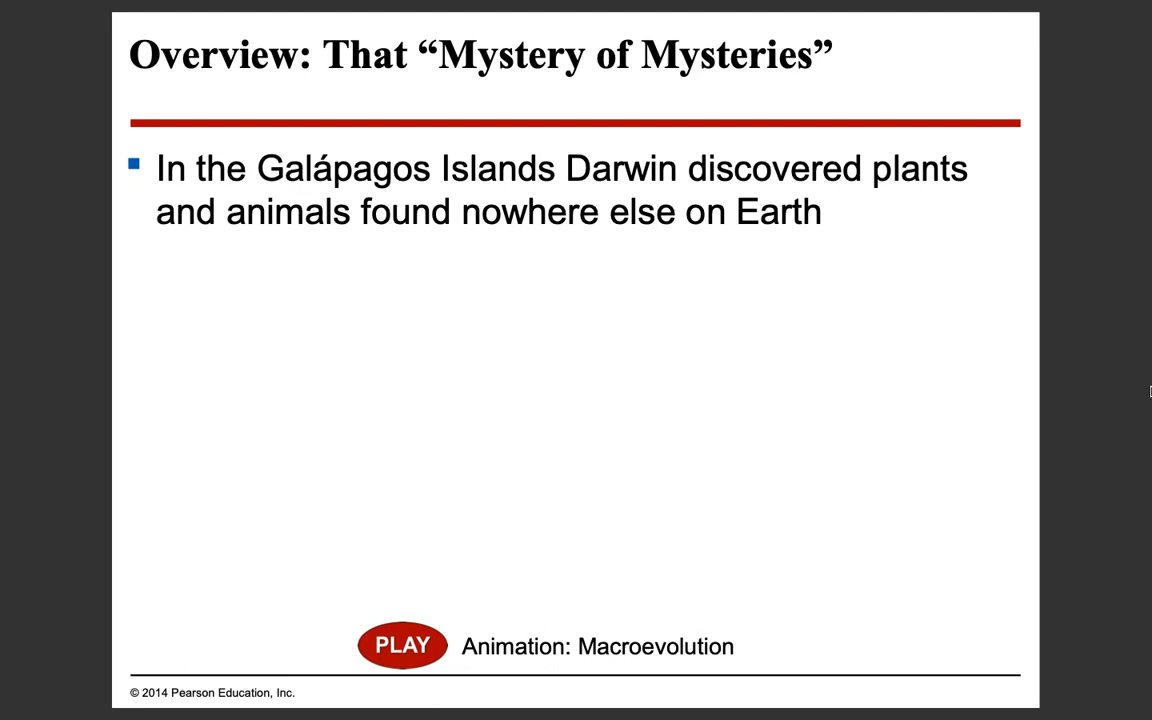 Overview: That “Mystery of Mysteries”
In the Galápagos Islands Darwin discovered plants
and animals found nowhere else on Earth
PLAY Animation: Macroevolution
© 2014 Pearson Education, Inc.